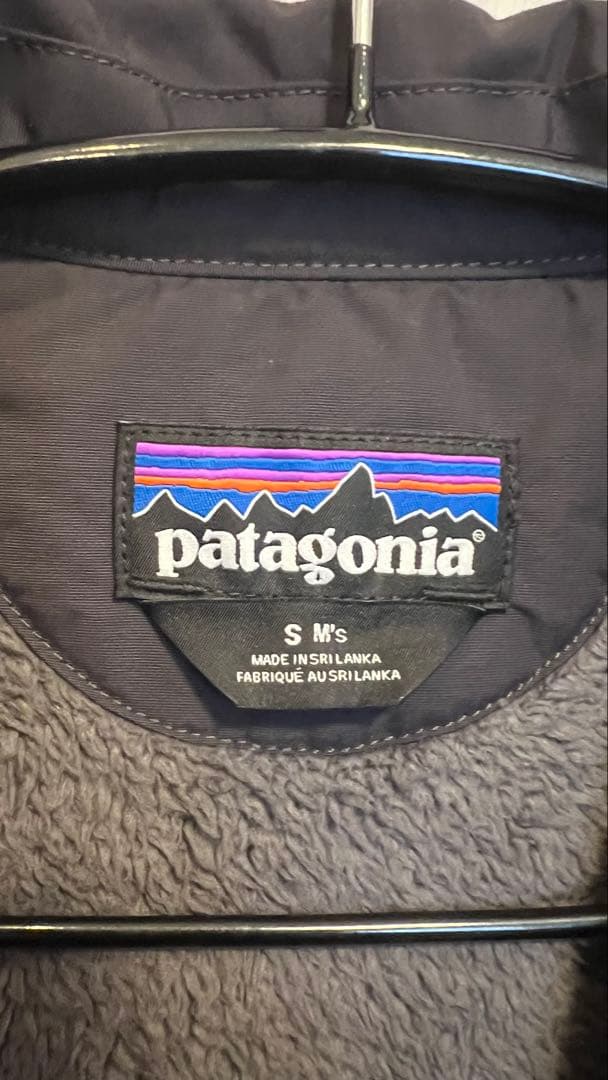 patagonia®
S M's
MADE IN SRI LANKA
FABRIQUÉ AU SRI LANKA